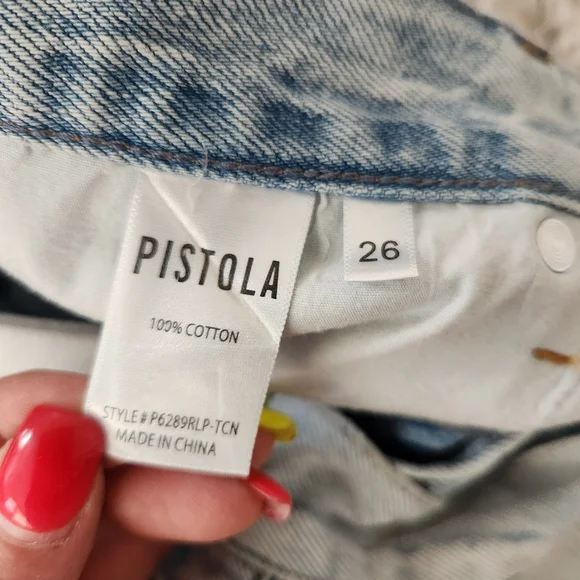 PISTOLA
26
100% COTTON
STYLE# P6289RLP-TCN
MADE IN CHINA